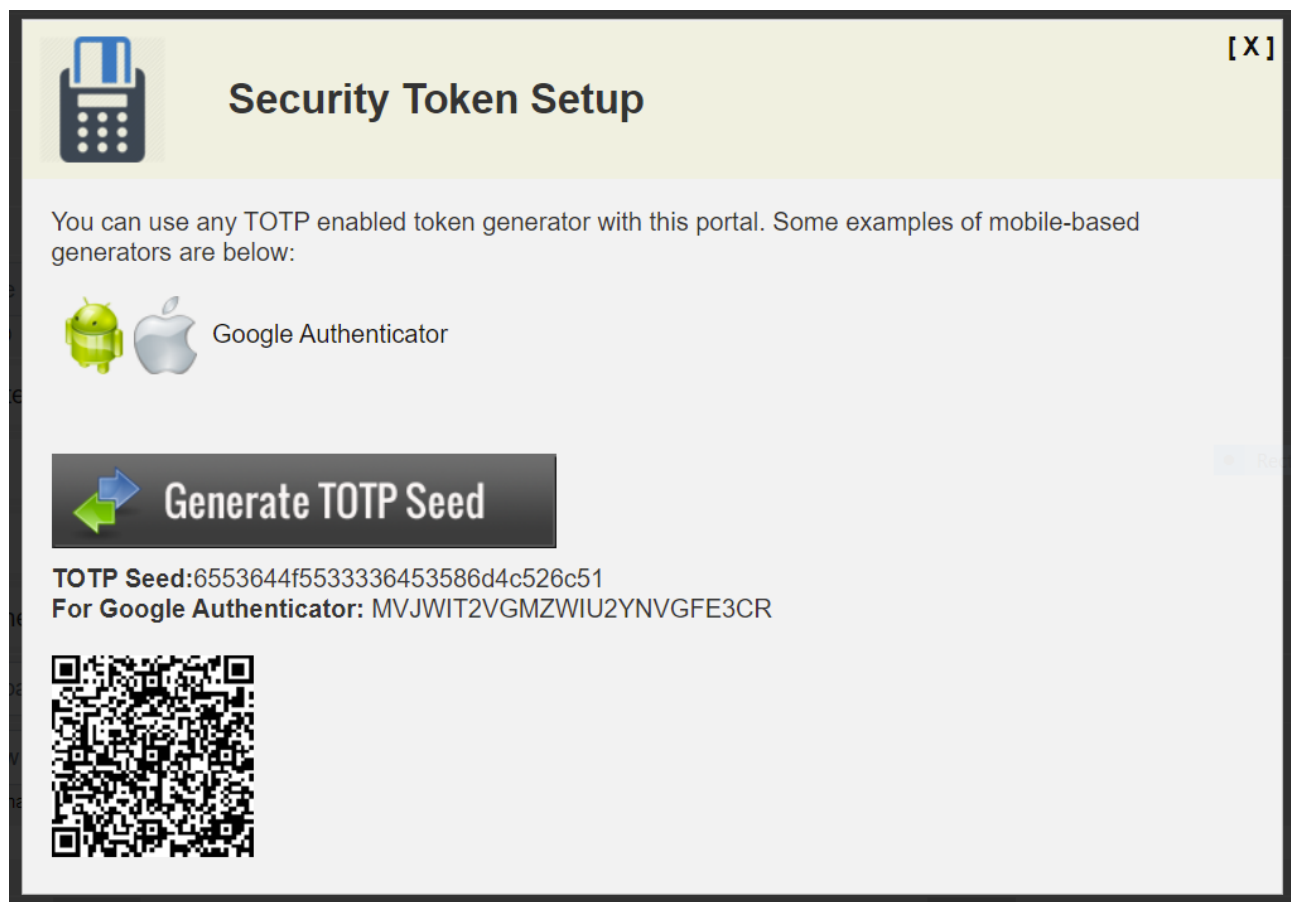 [ X ]
Security Token Setup
You can use any TOTP enabled token generator with this portal. Some examples of mobile-based
generators are below:
Google Authenticator
Generate TOTP Seed
TOTP Seed:6553644f5533336453586d4c526c51
For Google Authenticator: MVJWIT2VGMZWIU2YNVGFE3CR